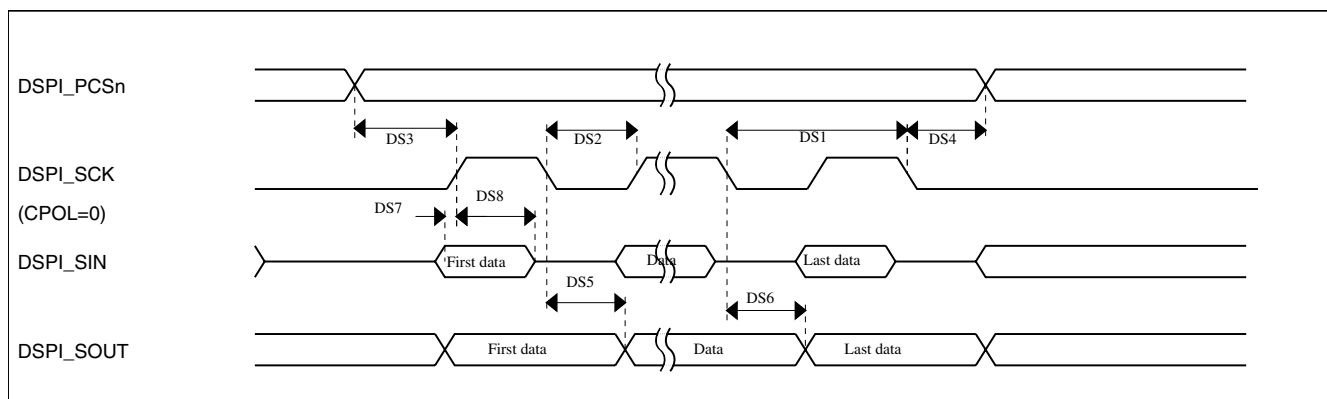 DSPI_PCSn
DS3
DS2
DS1
DS4
DSPI_SCK
(CPOL=0)
DS7
DS8
DSPI_SIN
First data
Data
Last data
DS5
DS6
DSPI_SOUT
First data
Data
Last data